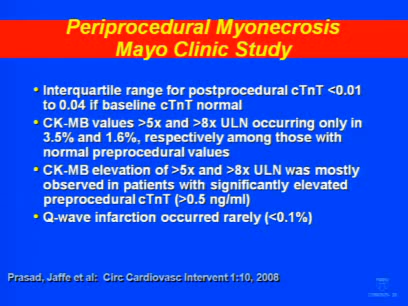 Periprocedural Myonecrosis
Mayo Clinic Study
• Interquartile range for postprocedural cTnT <0.01
to 0.04 if baseline cTnT normal
• CK-MB values >5x and >8x ULN occurring only in
3.5% and 1.6%, respectively among those with
normal preprocedural values
• CK-MB elevation of >5x and >8x ULN was mostly
observed in patients with significantly elevated
preprocedural cTnT (>0.5 ng/ml)
• Q-wave infarction occurred rarely (<0.1%)
Prasad, Jaffe et al: Circ Cardiovasc Intervent 1:10, 2008